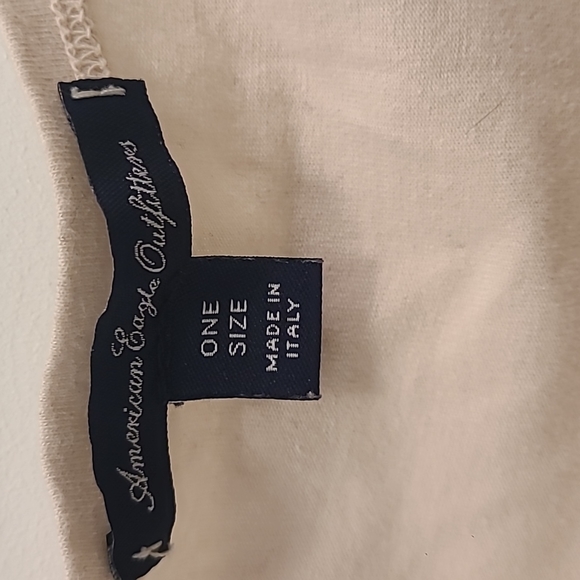 American Eagle Outfitters
ONE
SIZE
MADE IN
ITALY